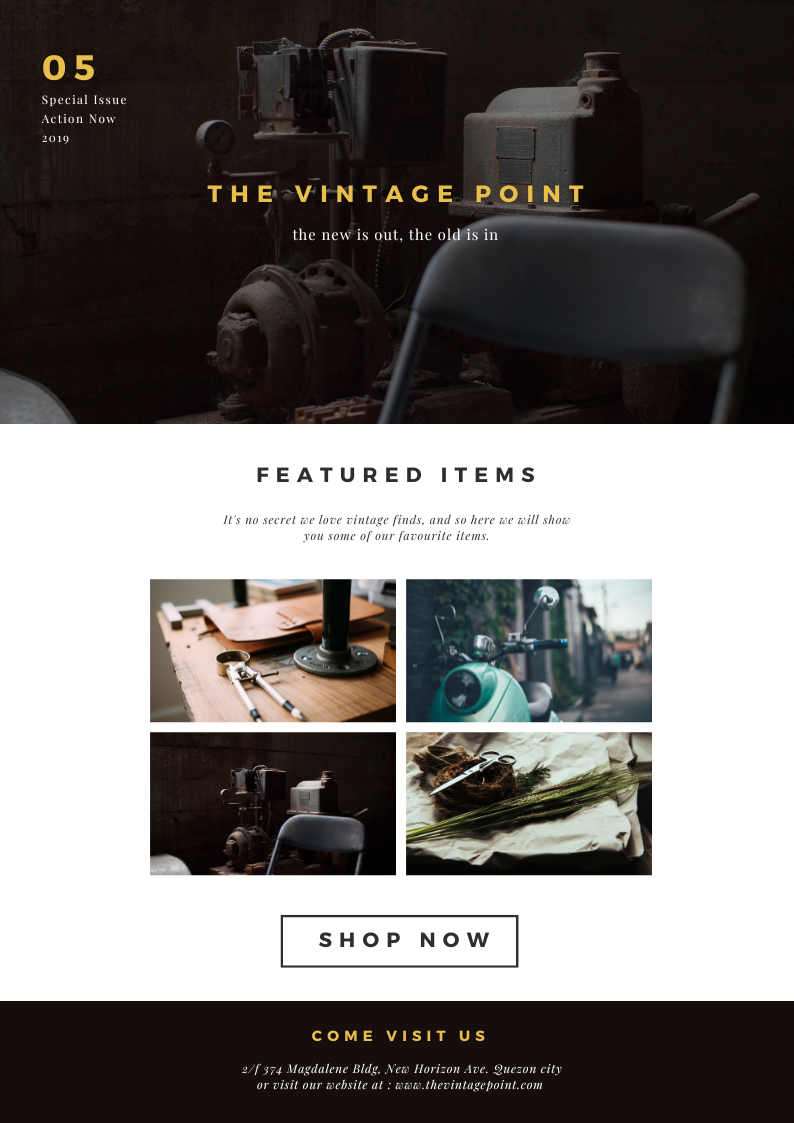 05
Special Issue
Action Now
2019
THE VINTAGE POINT
the new is out, the old is in
FEATURED ITEMS
It's no secret we love vintage finds, and so here we will show
you some of our favourite items.
SHOP NOW
COME VISIT US
2/f 374 Magdalene Bldg, New Horizon Ave. Quezon city
or visit our website at : www.thevintagepoint.com